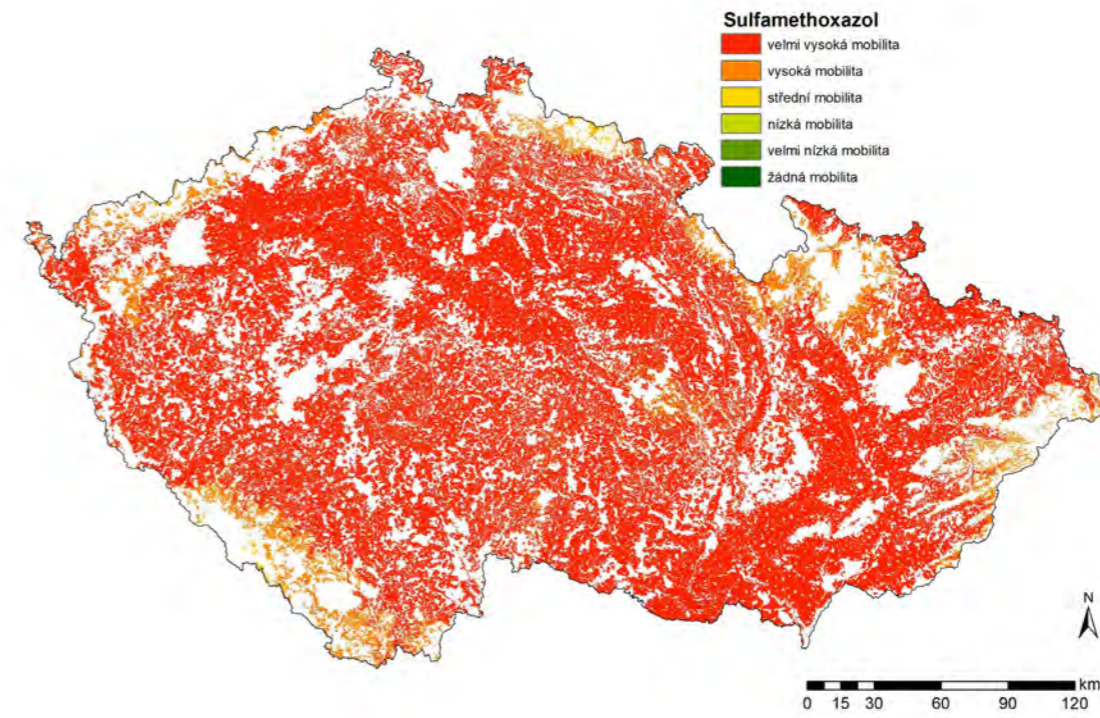 Sulfamethoxazol
velmi vysoká mobilita
vysoká mobilita
střední mobilita
nízká mobilita
velmi nízká mobilita
žádná mobilita
N
km
0 15 30 60 90 120